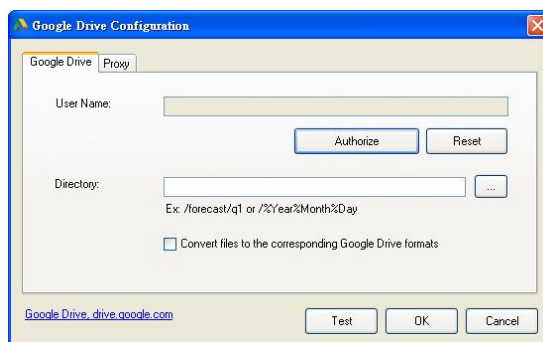 Google Drive Configuration
Google Drive Proxy
User Name:
Authorize Reset
Directory: ...
Ex: /forecast/q1 or /%Year%Month%Day
Convert files to the corresponding Google Drive formats
Google Drive, drive.google.com Test OK Cancel